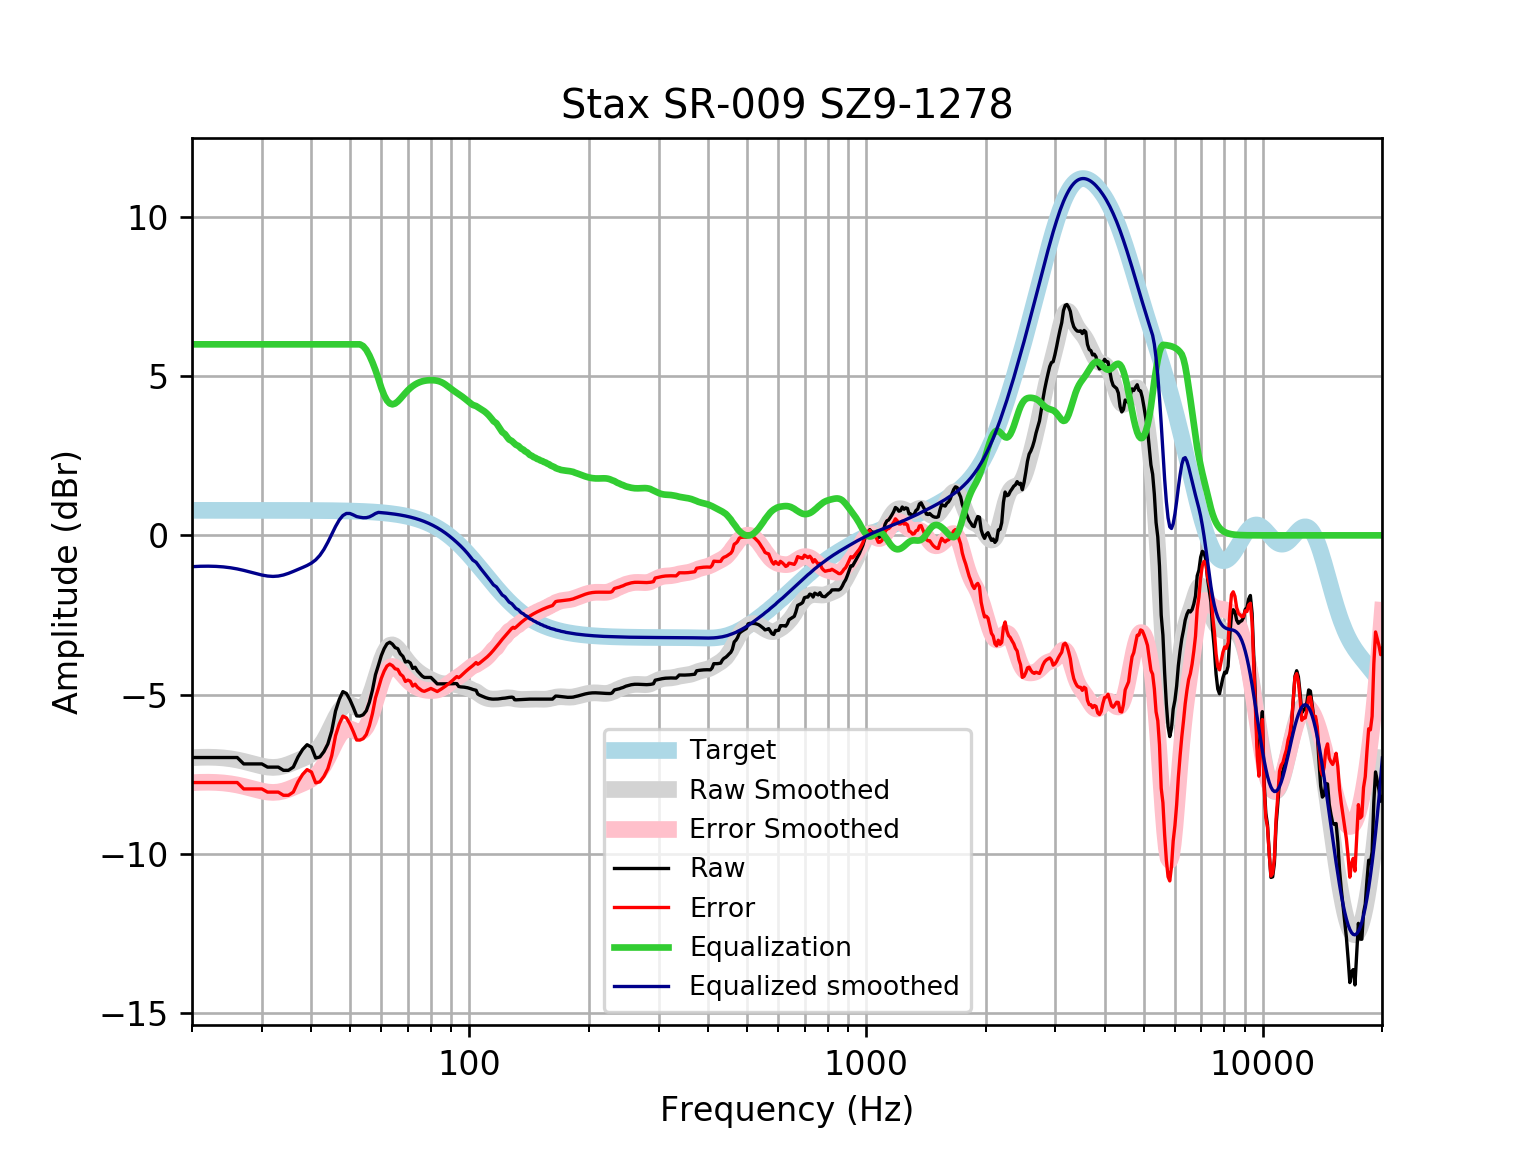 Stax SR-009 SZ9-1278
Amplitude (dBr)
10
5
0
−5
−10
−15
Target
Raw Smoothed
Error Smoothed
Raw
Error
Equalization
Equalized smoothed
100
1000
10000
Frequency (Hz)